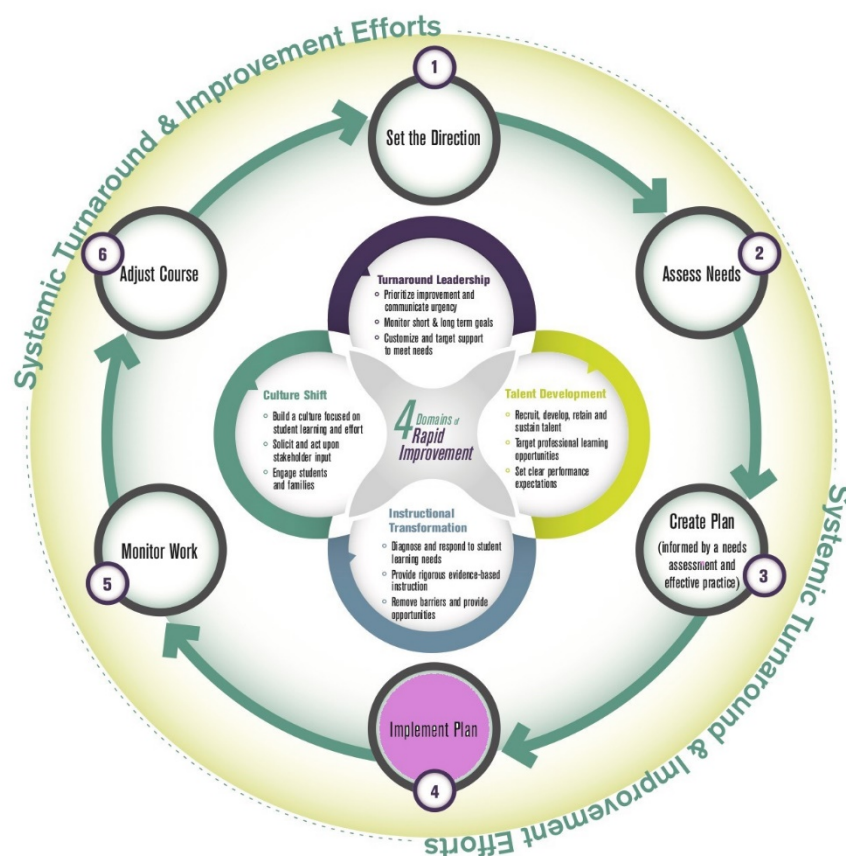 Systemic Turnaround & Improvement Efforts
1
Set the Direction
2
Assess Needs
3
Create Plan
(informed by a needs
assessment and
effective practice)
4
Implement Plan
5
Monitor Work
6
Adjust Course
Turnaround Leadership
Prioritize improvement and
communicate urgency
Monitor short & long term goals
Customize and target support
to meet needs
Talent Development
Recruit, develop, retain and
sustain talent
Target professional learning
opportunities
Set clear performance
expectations
Instructional
Transformation
Diagnose and respond to student
learning needs
Provide rigorous evidence-based
instruction
Remove barriers and provide
opportunities
Culture Shift
Build a culture focused on
student learning and effort
Solicit and act upon
stakeholder input
Engage students
and families
4 Domains of
Rapid
Improvement
Systemic Turnaround & Improvement Efforts